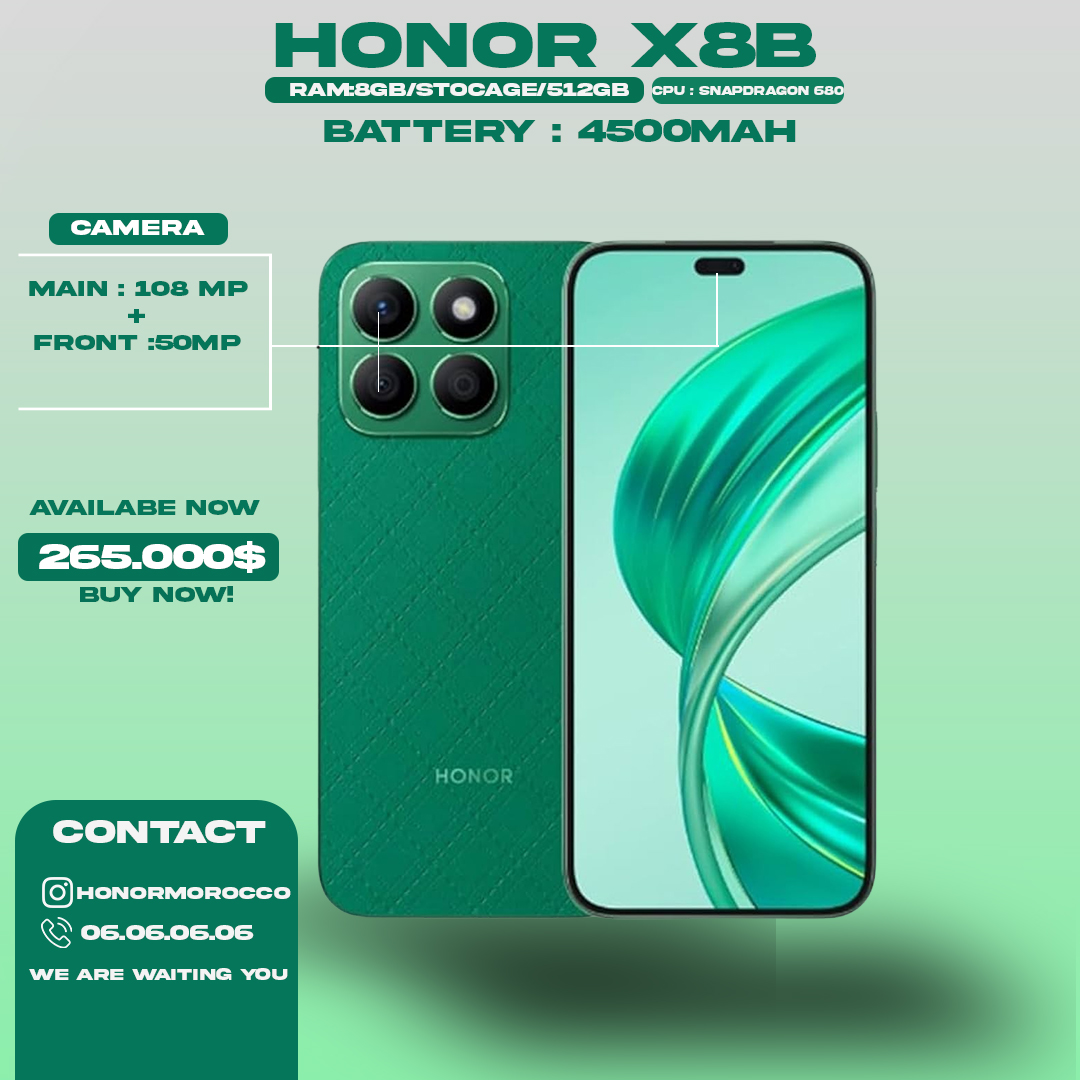 HONOR X8B
RAM:8GB/STOCAGE/512GB
CPU : SNAPDRAGON 680
BATTERY : 4500MAH
CAMERA
MAIN : 108 MP
+
FRONT :50MP
AVAILABE NOW
265.000$
BUY NOW!
HONOR
CONTACT
HONORMOROCCO
06.06.06.06
WE ARE WAITING YOU